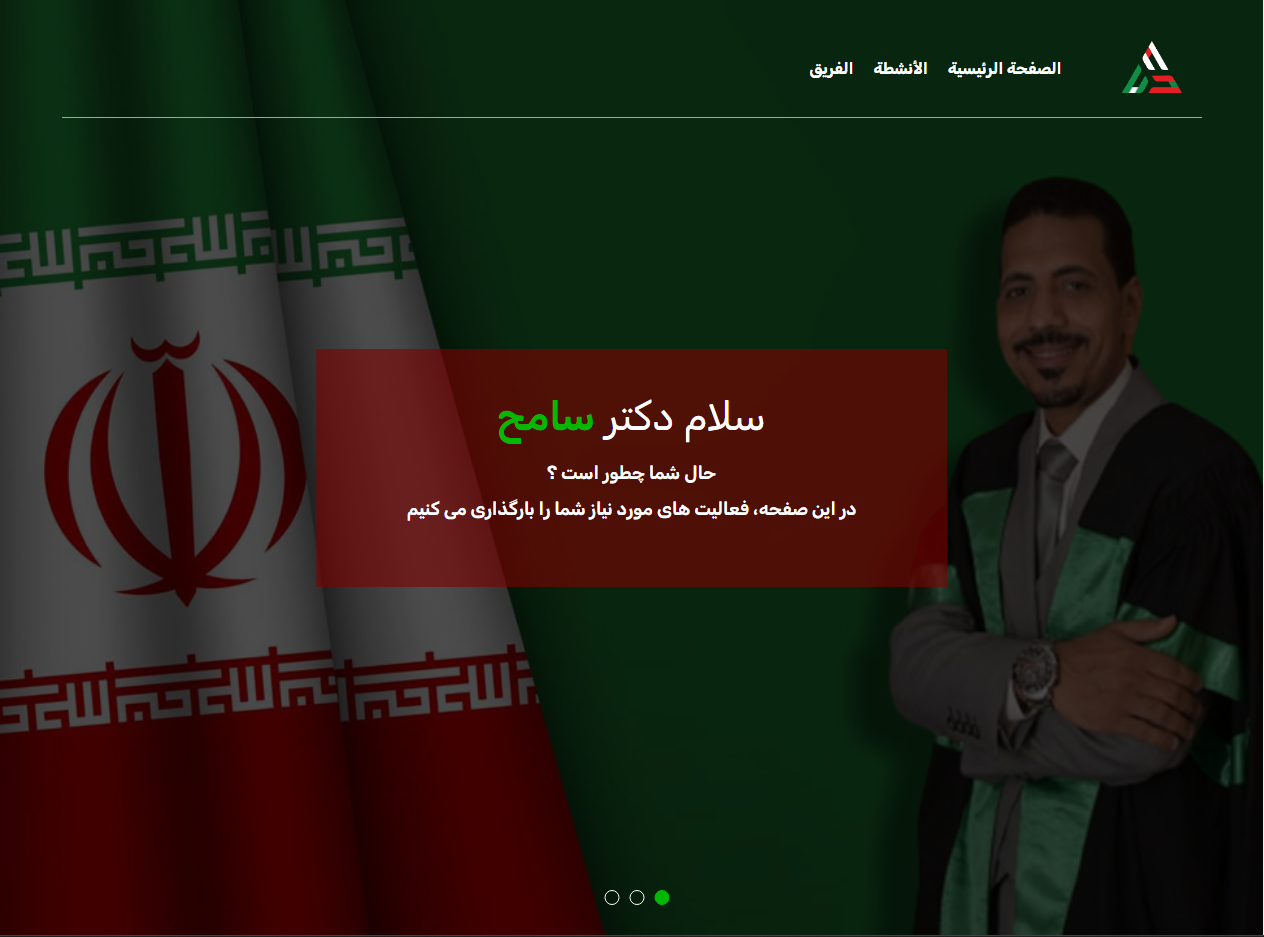 الصفحة الرئيسية
الأنشطة
الفريق
سلام دکتر سامح
حال شما چطور است ؟
در این صفحه، فعالیت های مورد نیاز شما را بارگذاری می کنیم